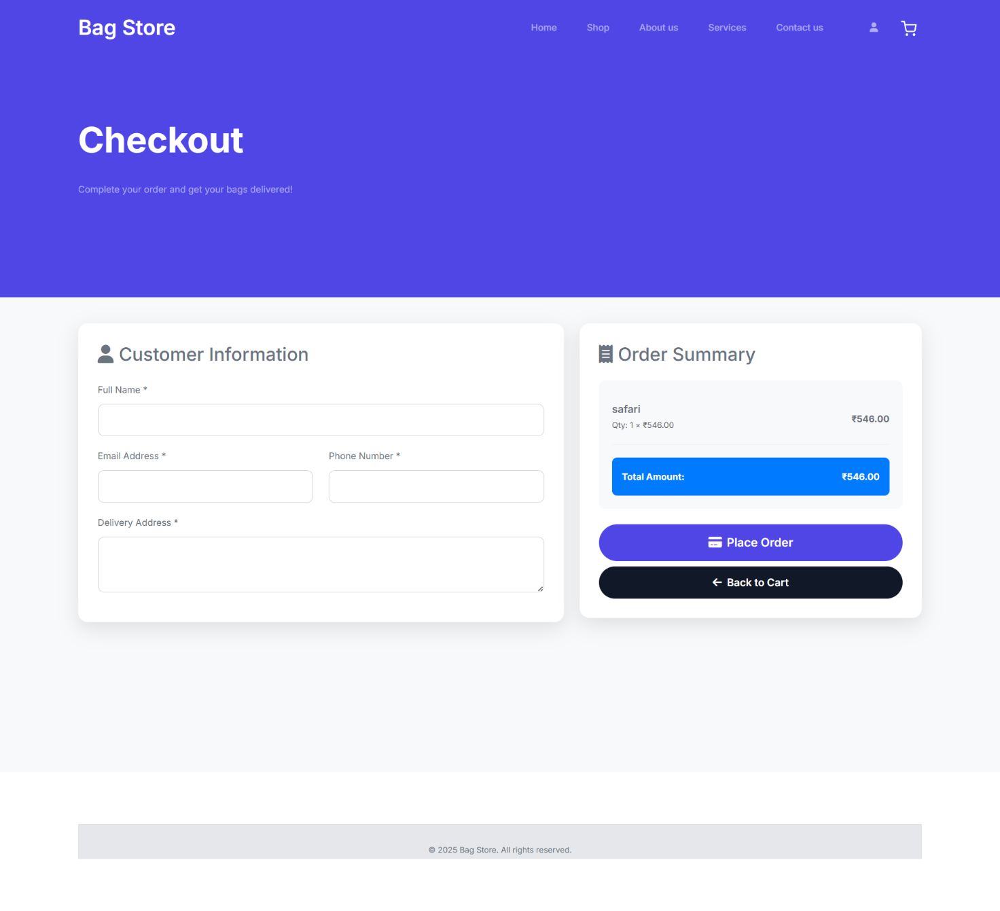 Bag Store
Home Shop About us Services Contact us
Checkout
Complete your order and get your bags delivered!
Customer Information
Full Name *
Email Address * Phone Number *
Delivery Address *
Order Summary
safari
Qty: 1 × ₹546.00
₹546.00
Total Amount: ₹546.00
Place Order
Back to Cart
© 2025 Bag Store. All rights reserved.